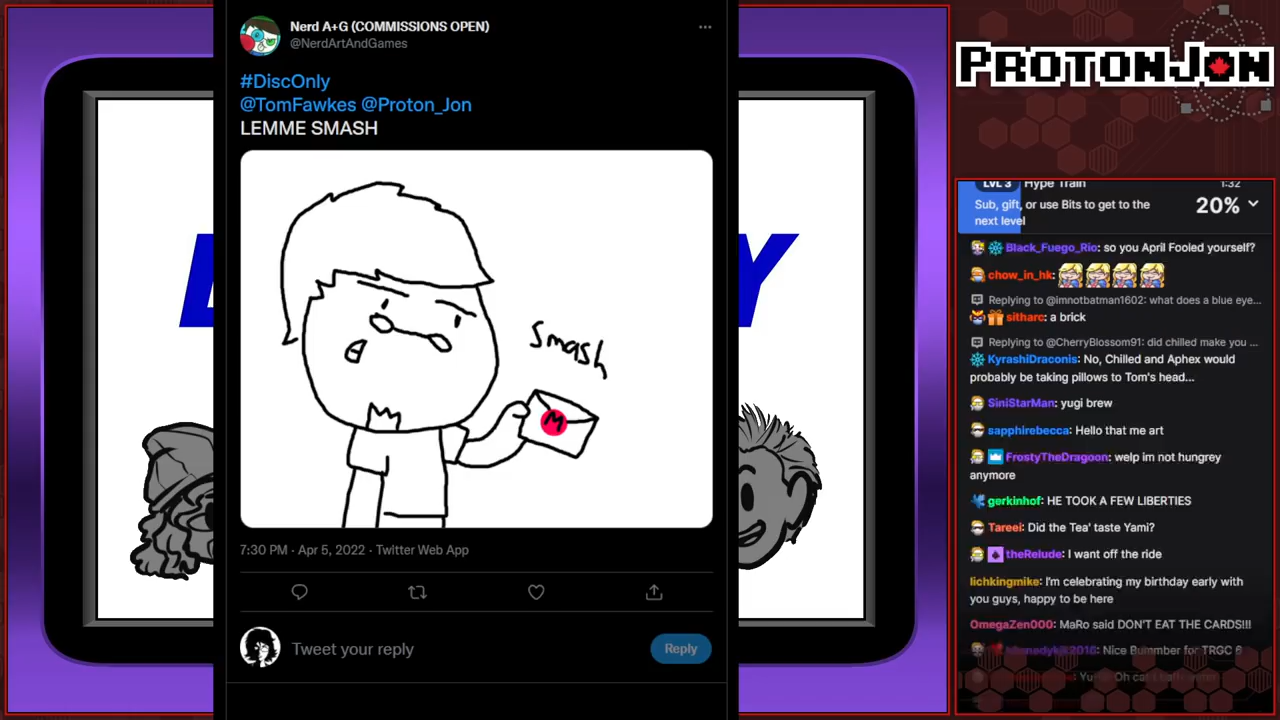 Nerd A+G (COMMISSIONS OPEN)
@NerdArtAndGames
#DiscOnly
@TomFawkes @Proton_Jon
LEMME SMASH
Smash
M
7:30 PM · Apr 5, 2022 · Twitter Web App
Tweet your reply
Reply
Y
PROTONJON
LVL 3 Hype Train 1:32
Sub, gift, or use Bits to get to the
next level
20%
Black_Fuego_Rio: so you April Fooled yourself?
chow_in_hk:
Replying to @imnotbatman1602: what does a blue eye...
sitharc: a brick
Replying to @CherryBlossom91: did chilled make you ...
KyrashiDraconis: No, Chilled and Aphex would
probably be taking pillows to Tom's head...
SiniStarMan: yugi brew
sapphirebecca: Hello that me art
FrostyTheDragoon: welp im not hungrey
anymore
gerkinhof: HE TOOK A FEW LIBERTIES
Tareei: Did the Tea' taste Yami?
theRelude: I want off the ride
lichkingmike: I'm celebrating my birthday early with
you guys, happy to be here
OmegaZen000: MaRo said DON'T EAT THE CARDS!!!
Nice Bummber for TRGC 6